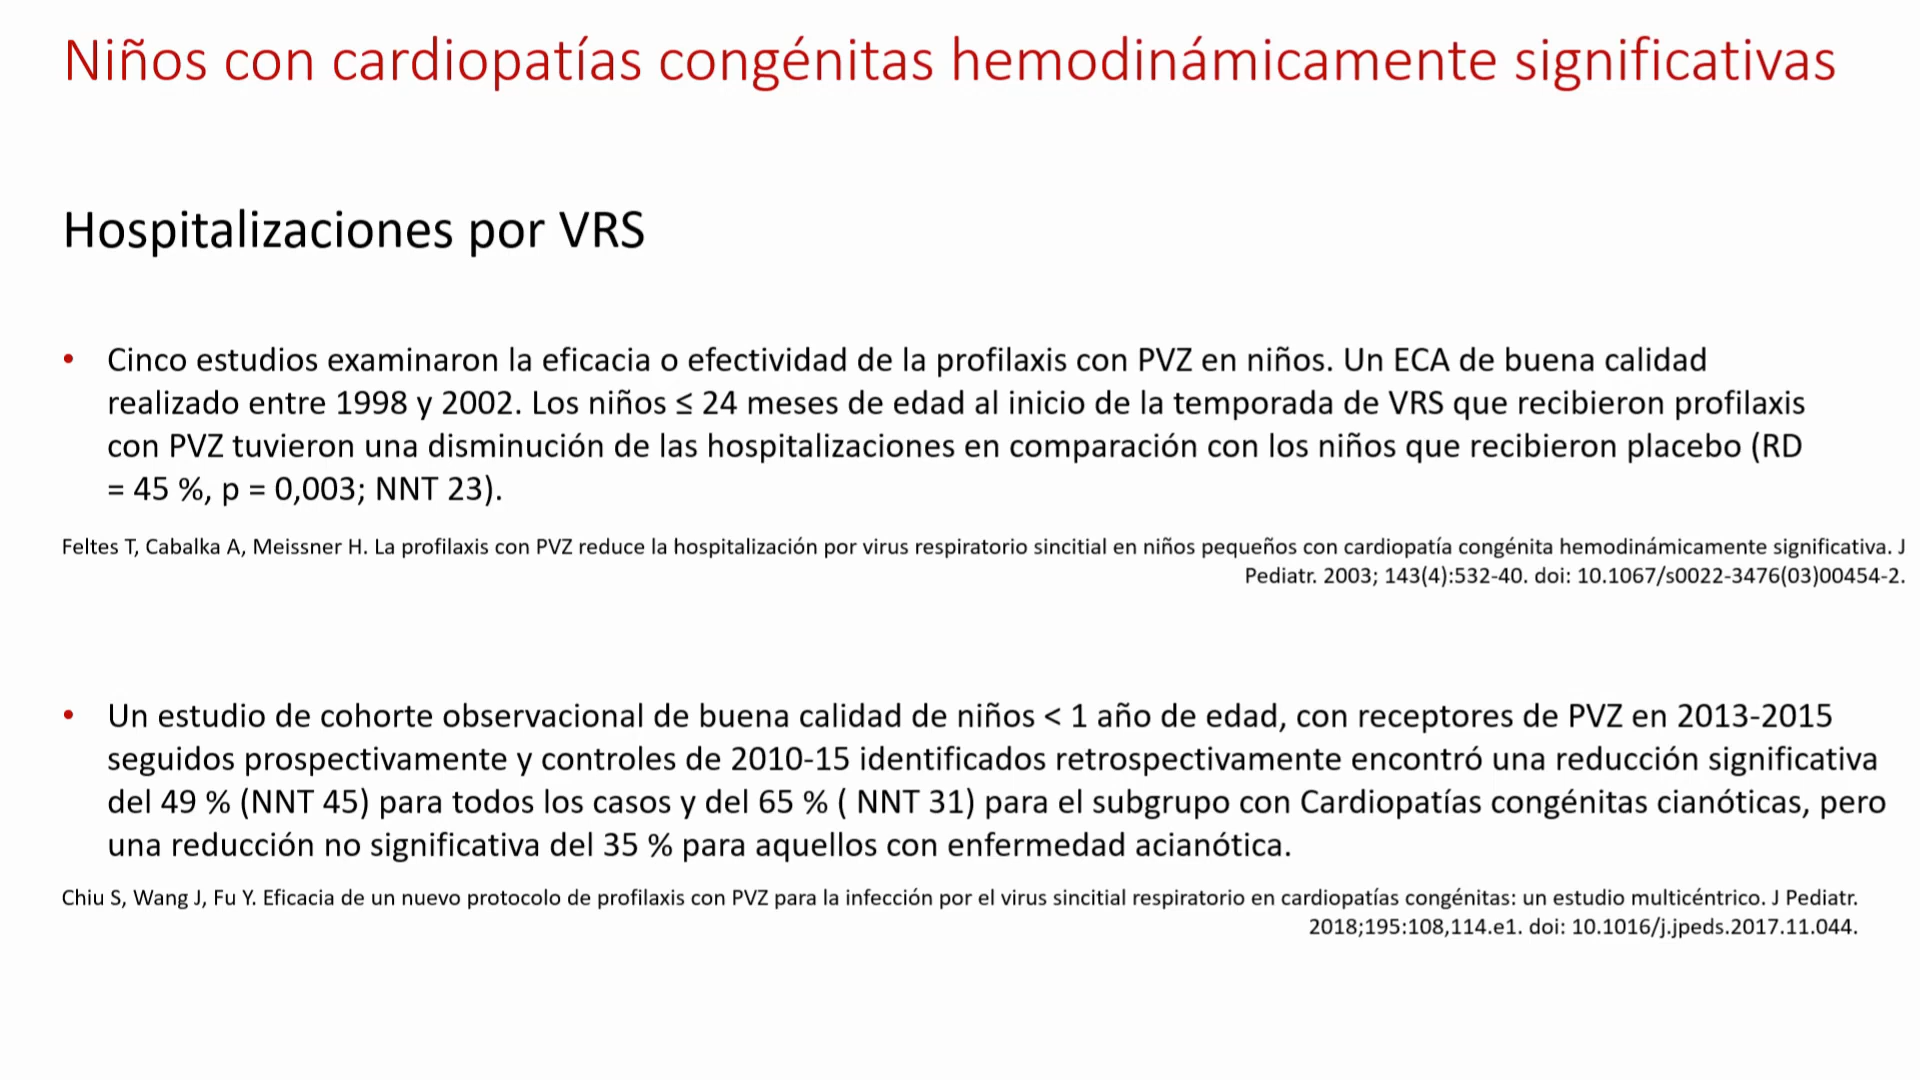 Niños con cardiopatías congénitas hemodinámicamente significativas
Hospitalizaciones por VRS
• Cinco estudios examinaron la eficacia o efectividad de la profilaxis con PVZ en niños. Un ECA de buena calidad
realizado entre 1998 y 2002. Los niños ≤ 24 meses de edad al inicio de la temporada de VRS que recibieron profilaxis
con PVZ tuvieron una disminución de las hospitalizaciones en comparación con los niños que recibieron placebo (RD
= 45 %, p = 0,003; NNT 23).
Feltes T, Cabalka A, Meissner H. La profilaxis con PVZ reduce la hospitalización por virus respiratorio sincitial en niños pequeños con cardiopatía congénita hemodinámicamente significativa. J
Pediatr. 2003; 143(4):532-40. doi: 10.1067/s0022-3476(03)00454-2.
• Un estudio de cohorte observacional de buena calidad de niños < 1 año de edad, con receptores de PVZ en 2013-2015
seguidos prospectivamente y controles de 2010-15 identificados retrospectivamente encontró una reducción significativa
del 49 % (NNT 45) para todos los casos y del 65 % ( NNT 31) para el subgrupo con Cardiopatías congénitas cianóticas, pero
una reducción no significativa del 35 % para aquellos con enfermedad acianótica.
Chiu S, Wang J, Fu Y. Eficacia de un nuevo protocolo de profilaxis con PVZ para la infección por el virus sincitial respiratorio en cardiopatías congénitas: un estudio multicéntrico. J Pediatr.
2018;195:108,114.e1. doi: 10.1016/j.jpeds.2017.11.044.